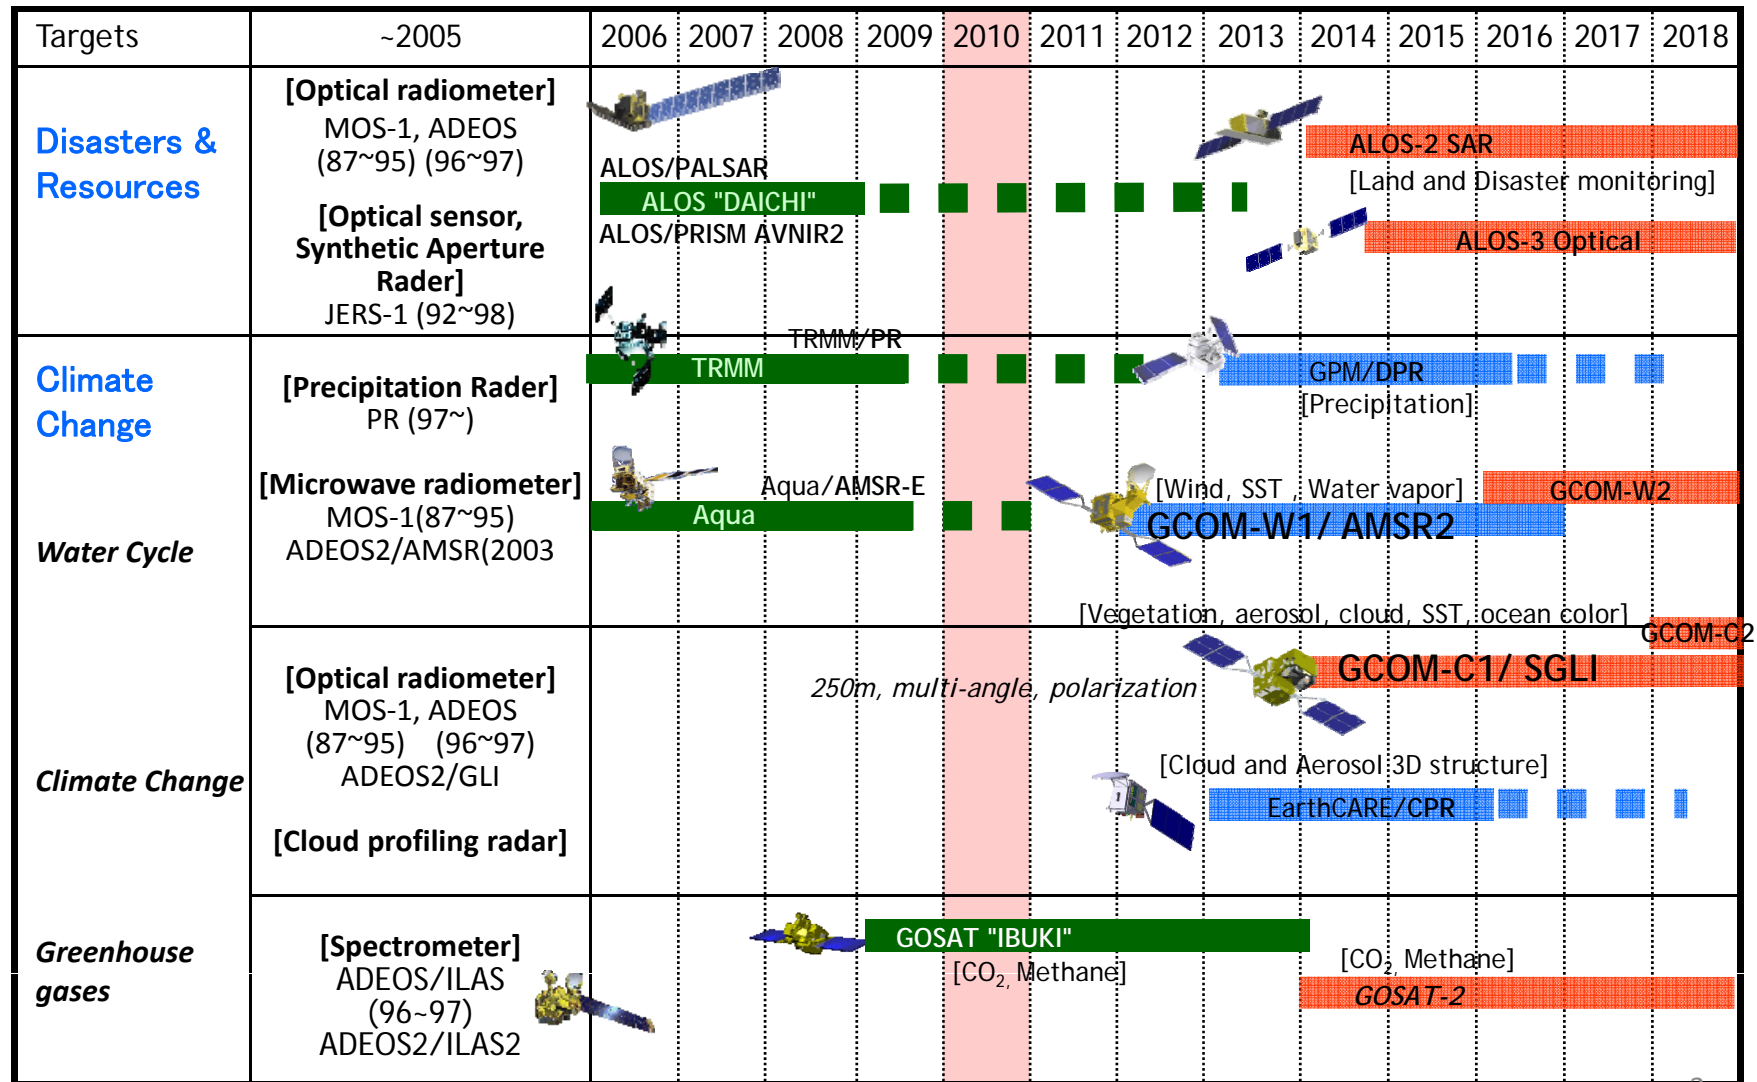 Targets ~2005 2006 2007 2008 2009 2010 2011 2012 2013 2014 2015 2016 2017 2018
Disasters &
Resources
[Optical radiometer]
MOS-1, ADEOS
(87~95) (96~97)
[Optical sensor,
Synthetic Aperture
Rader]
JERS-1 (92~98)
ALOS/PALSAR
ALOS "DAICHI"
ALOS/PRISM AVNIR2
ALOS-2 SAR
[Land and Disaster monitoring]
ALOS-3 Optical
Climate
Change
[Precipitation Rader]
PR (97~)
TRMM/PR
TRMM
GPM/DPR
[Precipitation]
Water Cycle
[Microwave radiometer]
MOS-1(87~95)
ADEOS2/AMSR(2003
Aqua/AMSR-E
Aqua
[Wind, SST , Water vapor]
GCOM-W2
GCOM-W1/ AMSR2
Climate Change
[Optical radiometer]
MOS-1, ADEOS
(87~95) (96~97)
ADEOS2/GLI
[Cloud profiling radar]
[Vegetation, aerosol, cloud, SST, ocean color]
GCOM-C2
GCOM-C1/ SGLI
250m, multi-angle, polarization
[Cloud and Aerosol 3D structure]
EarthCARE/CPR
Greenhouse
gases
[Spectrometer]
ADEOS/ILAS
(96~97)
ADEOS2/ILAS2
GOSAT "IBUKI"
[CO2, Methane]
[CO2, Methane]
GOSAT-2